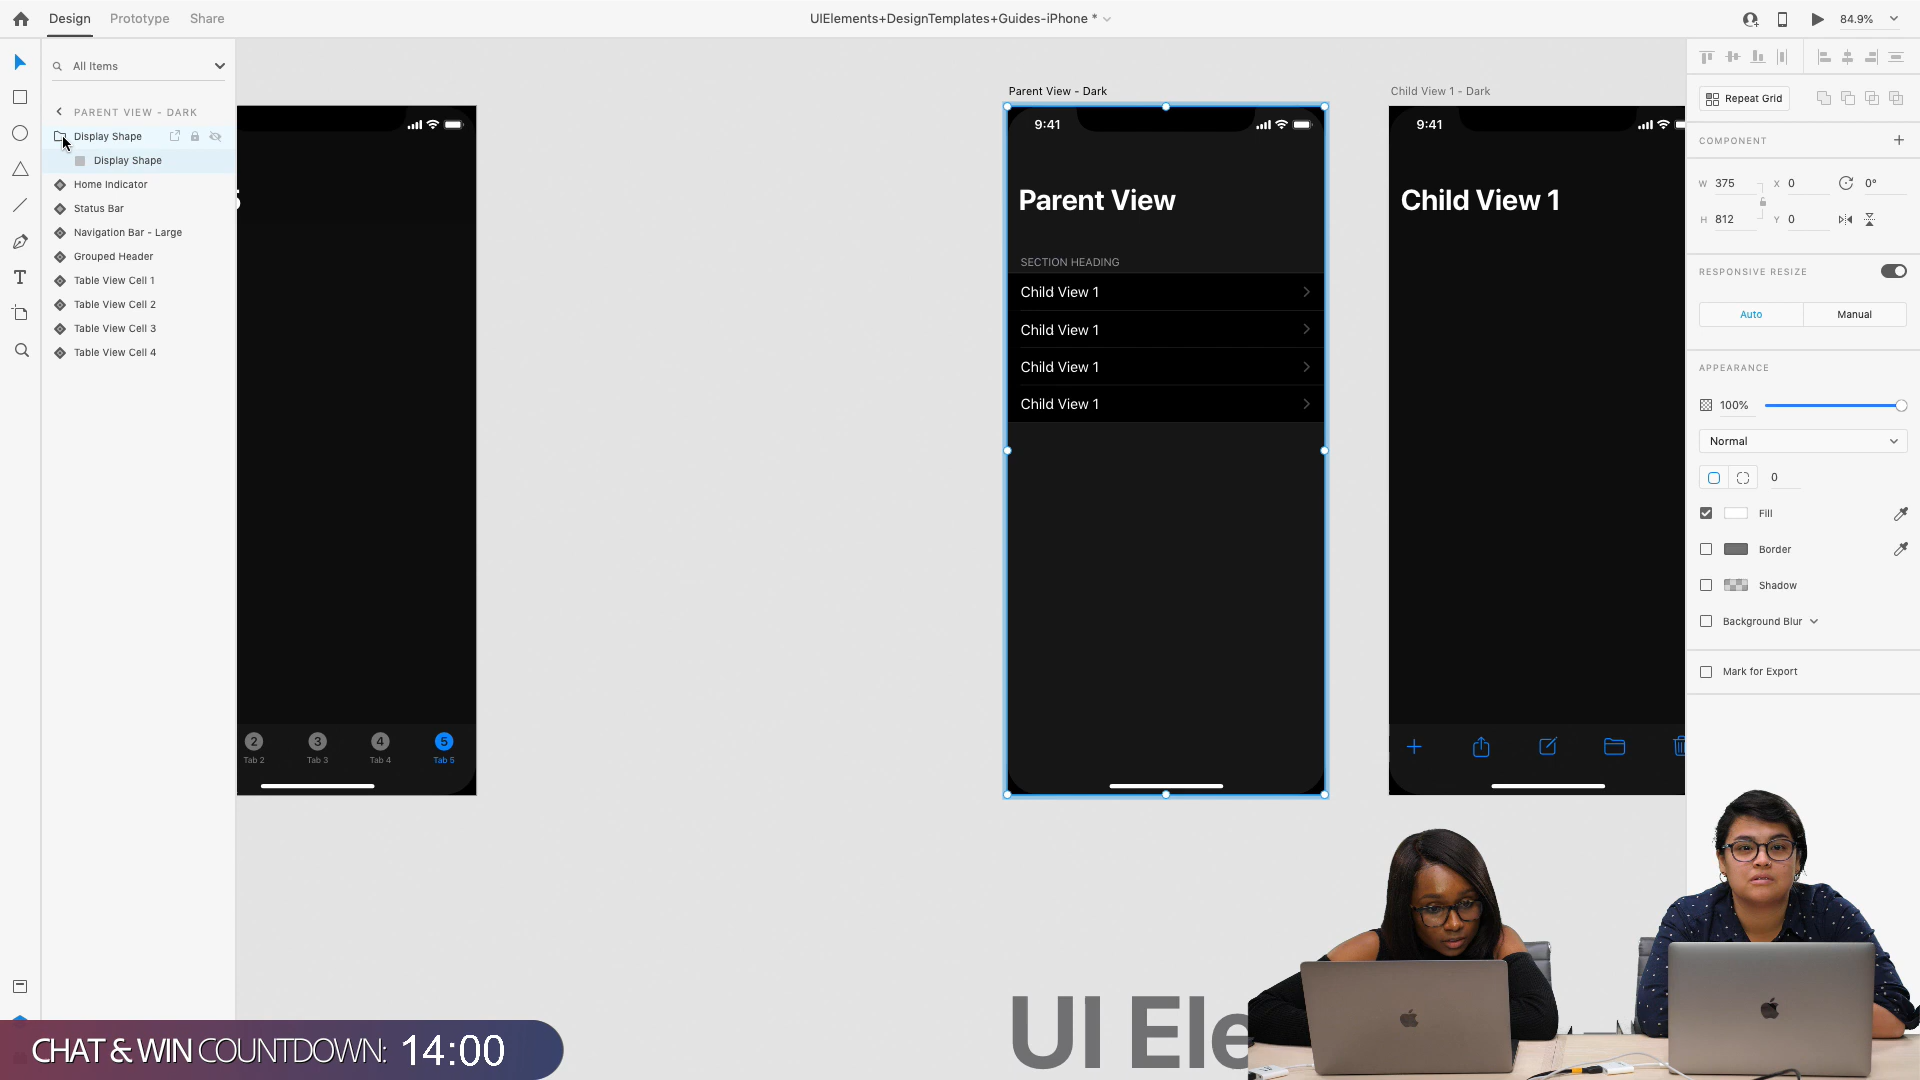 Design
Prototype
Share
UIElements+DesignTemplates+Guides-iPhone *
84.9%
All Items
PARENT VIEW - DARK
Display Shape
Display Shape
Home Indicator
Status Bar
Navigation Bar - Large
Grouped Header
Table View Cell 1
Table View Cell 2
Table View Cell 3
Table View Cell 4
2
3
4
5
Tab 2
Tab 3
Tab 4
Tab 5
Parent View - Dark
9:41
Parent View
SECTION HEADING
Child View 1
Child View 1
Child View 1
Child View 1
Child View 1 - Dark
9:41
Child View 1
UI Ele
Repeat Grid
COMPONENT
W 375
X 0
0°
H 812
Y 0
RESPONSIVE RESIZE
Auto
Manual
APPEARANCE
100%
Normal
0
Fill
Border
Shadow
Background Blur
Mark for Export
CHAT & WIN COUNTDOWN: 14:00